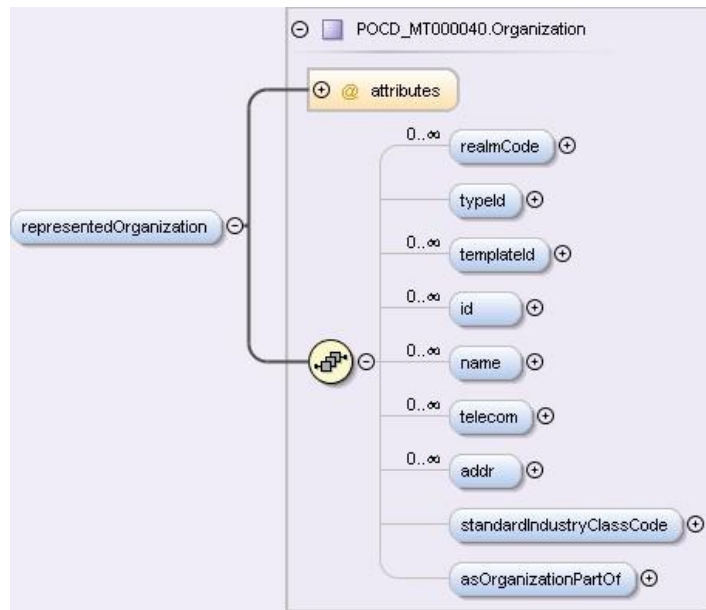 POCD_MT000040.Organization
@ attributes
0..∞
realmCode
typeId
0..∞
templateId
0..∞
id
0..∞
name
0..∞
telecom
0..∞
addr
standardIndustryClassCode
asOrganizationPartOf
representedOrganization